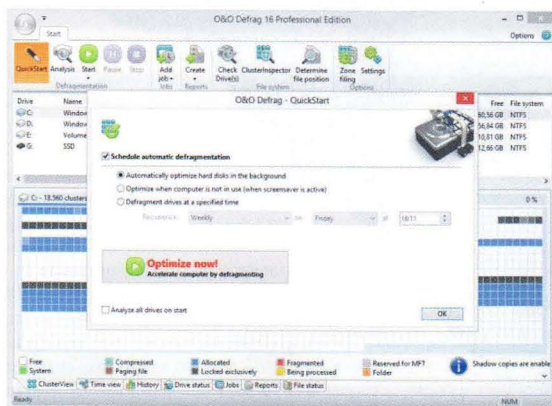 O&O Defrag 16 Professional Edition
Start
Options
QuickStart Analysis Start Pause Stop Add job Create Check Drive(s) ClusterInspector Determine file position Zone filling Settings
Defragmentation Jobs Reports File system Options
Drive Name Free File system
C: Window NTFS
D: Window 56,84 GB NTFS
E: Volume 10,81 GB NTFS
G: SSD 12,66 GB NTFS
O&O Defrag - QuickStart
Schedule automatic defragmentation
Automatically optimize hard disks in the background
Optimize when computer is not in use (when screensaver is active)
Defragment drives at a specified time
Weekly on Friday at
Optimize now!
Accelerate computer by defragmenting
Analyze all drives on start
OK
C: - 18.560 clusters 0 %
Free Compressed Allocated Fragmented Reserved for MFT Shadow copies are enable
System Paging file Locked exclusively Being processed Folder
ClusterView Time view History Drive status Jobs Reports File status
Ready NUM